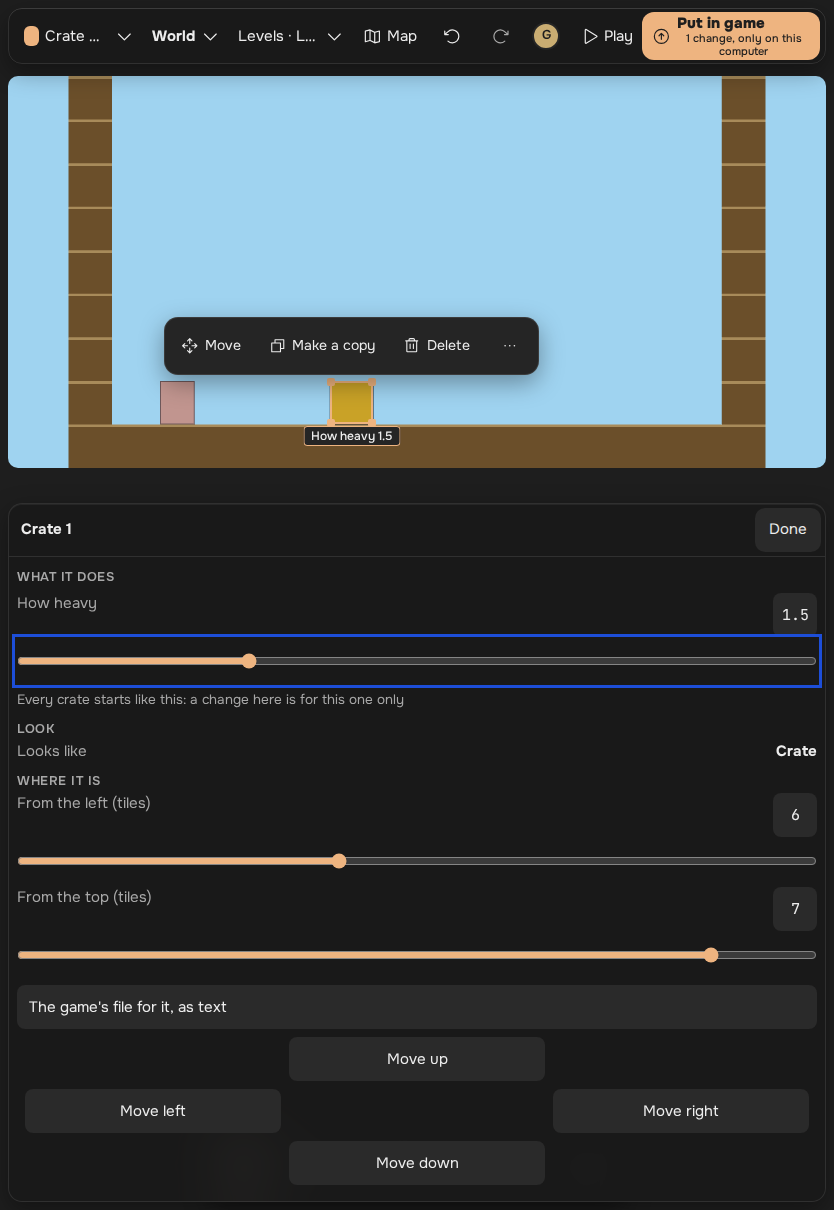 Crate ...
World
Levels · L...
Map
G
Play
Put in game
1 change, only on this
computer
Move
Make a copy
Delete
...
How heavy 1.5
Crate 1
Done
WHAT IT DOES
How heavy
1.5
Every crate starts like this: a change here is for this one only
LOOK
Looks like
Crate
WHERE IT IS
From the left (tiles)
6
From the top (tiles)
7
The game's file for it, as text
Move up
Move left
Move right
Move down